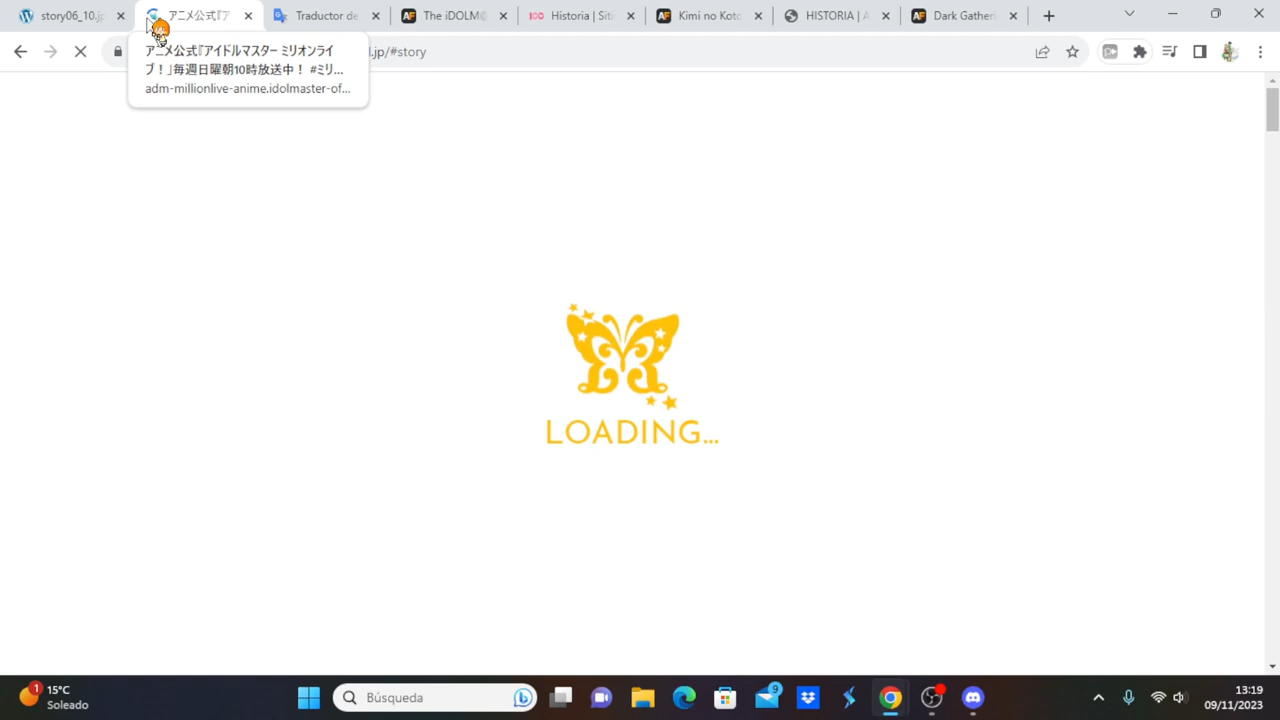 story06_10.j
アニメ公式『ア
Traductor de
The iDOLM@
Historia | Siti
Kimi no Koto
HISTORIA | A
Dark Gatheri
l.jp/#story
アニメ公式『アイドルマスター ミリオンライ
ブ！』毎週日曜朝10時放送中！ #ミリ...
adm-millionlive-anime.idolmaster-of...
LOADING...
1
15°C
Soleado
Búsqueda
9
13:19
09/11/2023